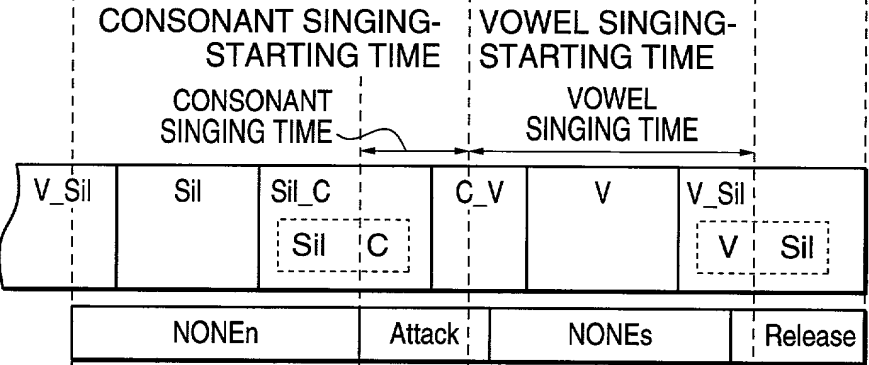 CONSONANT SINGING-
STARTING TIME
VOWEL SINGING-
STARTING TIME
CONSONANT
SINGING TIME
VOWEL
SINGING TIME
V_Sil Sil Sil_C C_V V V_Sil
Sil C V Sil
NONEn Attack NONEs Release